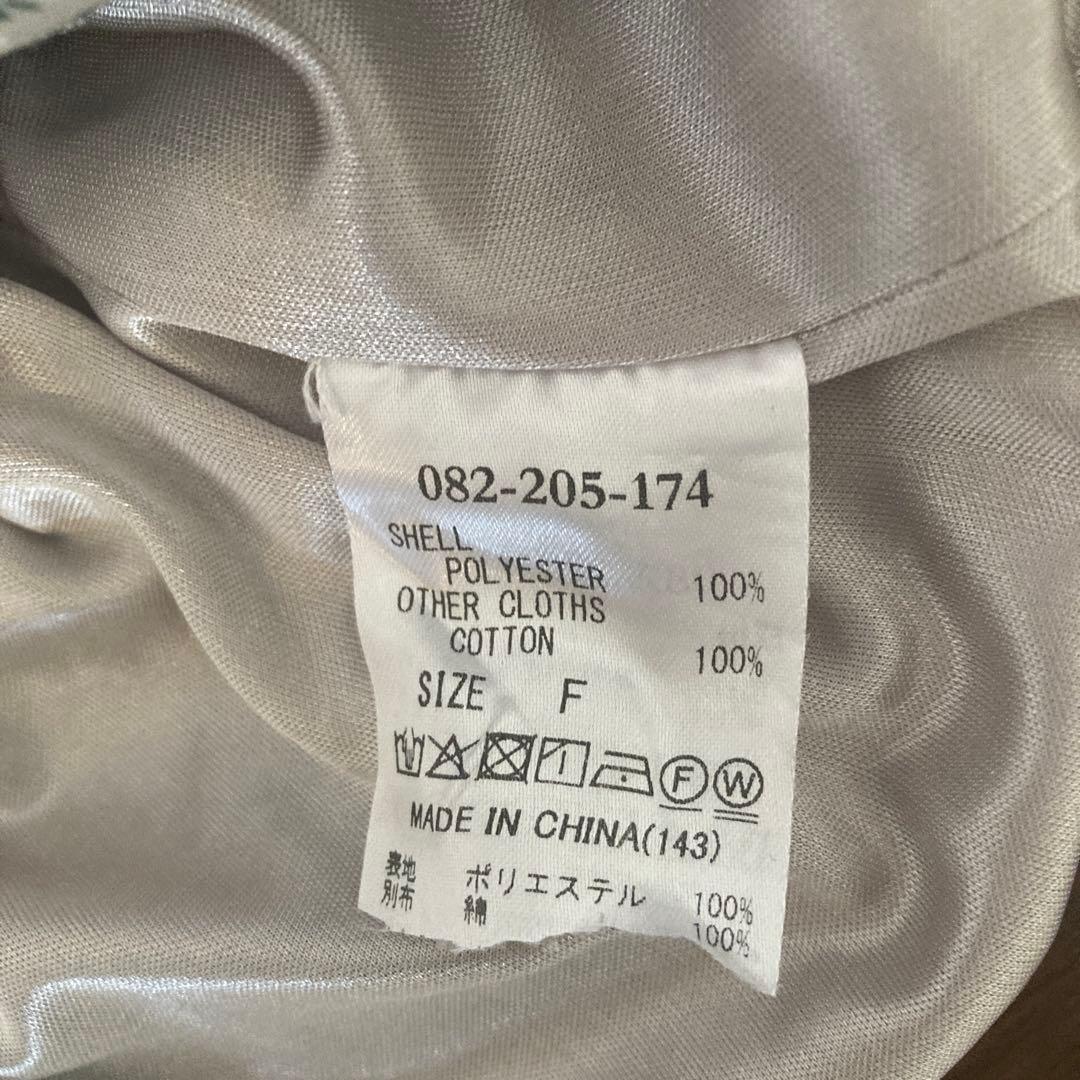 082-205-174
SHELL
POLYESTER 100%
OTHER CLOTHS
COTTON 100%
SIZE F
F W
MADE IN CHINA(143)
表地 ポリエステル 100%
別布 綿 100%